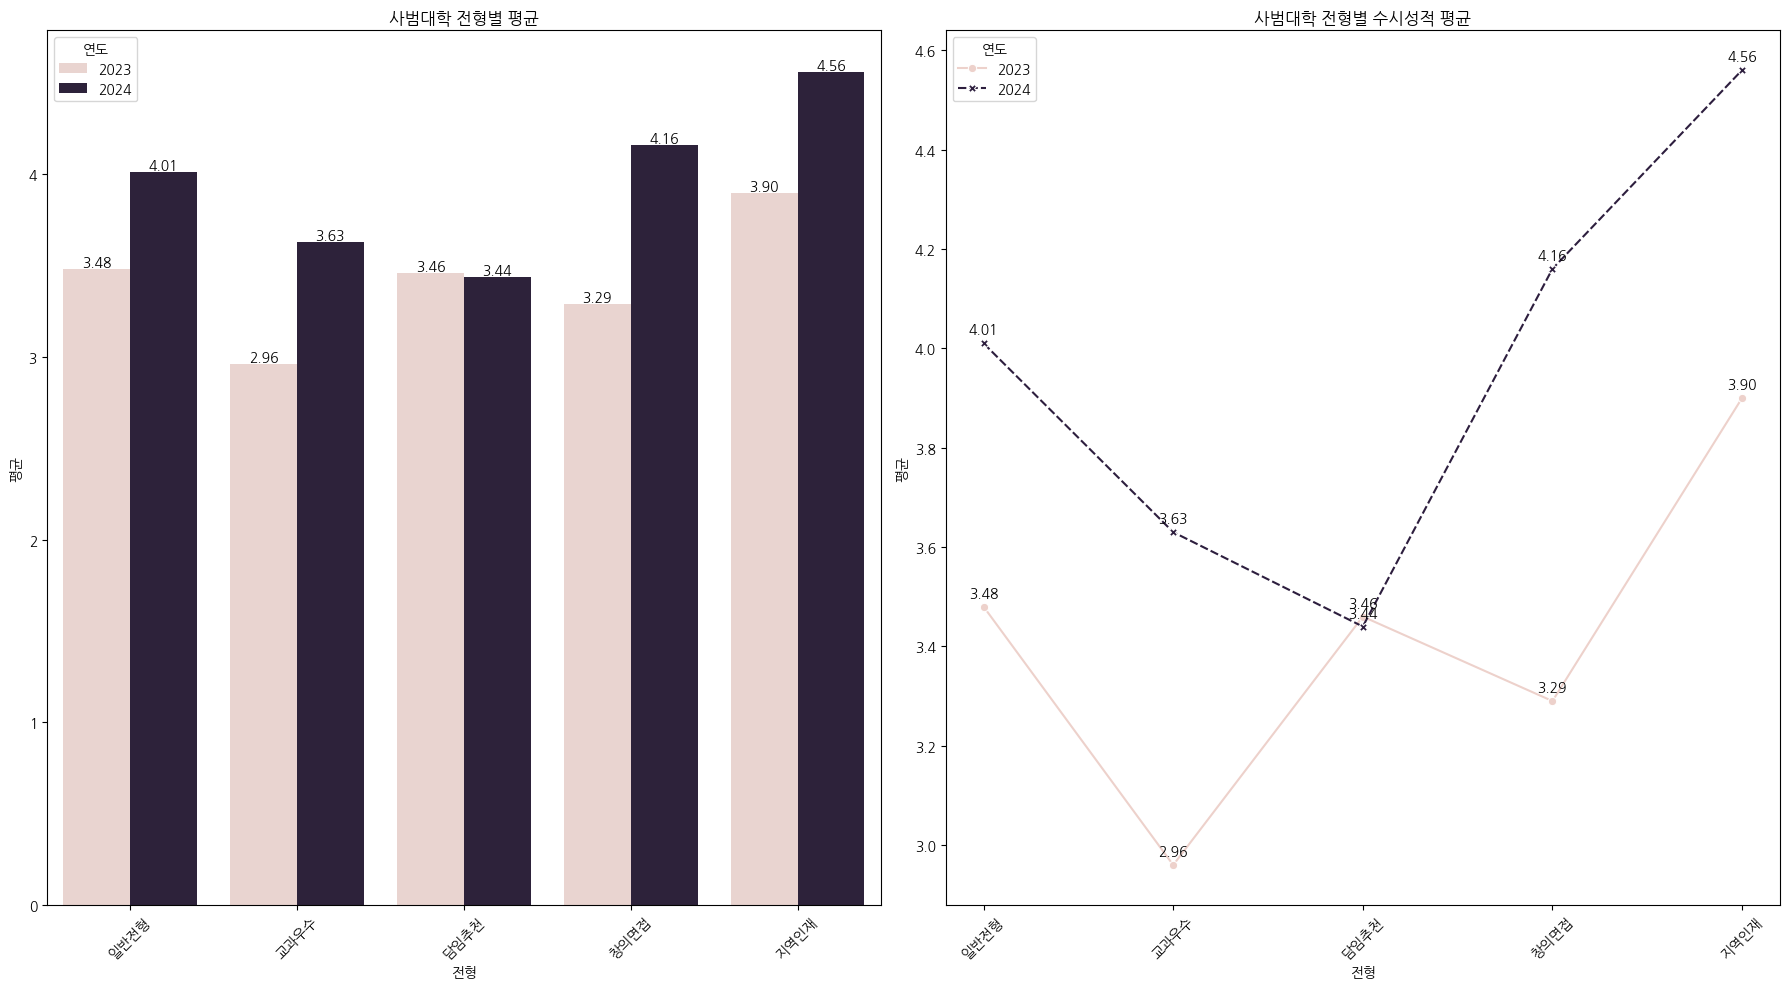 사범대학 전형별 평균
연도
2023
2024
4.56
4.16
4.01
3.90
3.63
3.48
3.46
3.44
3.29
2.96
4
3
2
1
0
평균
일반전형
교과우수
담임추천
창의면접
지역인재
전형
사범대학 전형별 수시성적 평균
연도
2023
2024
4.6
4.4
4.2
4.0
3.8
3.6
3.4
3.2
3.0
평균
4.56
4.16
4.01
3.90
3.63
3.48
3.46
3.44
3.29
2.96
일반전형
교과우수
담임추천
창의면접
지역인재
전형